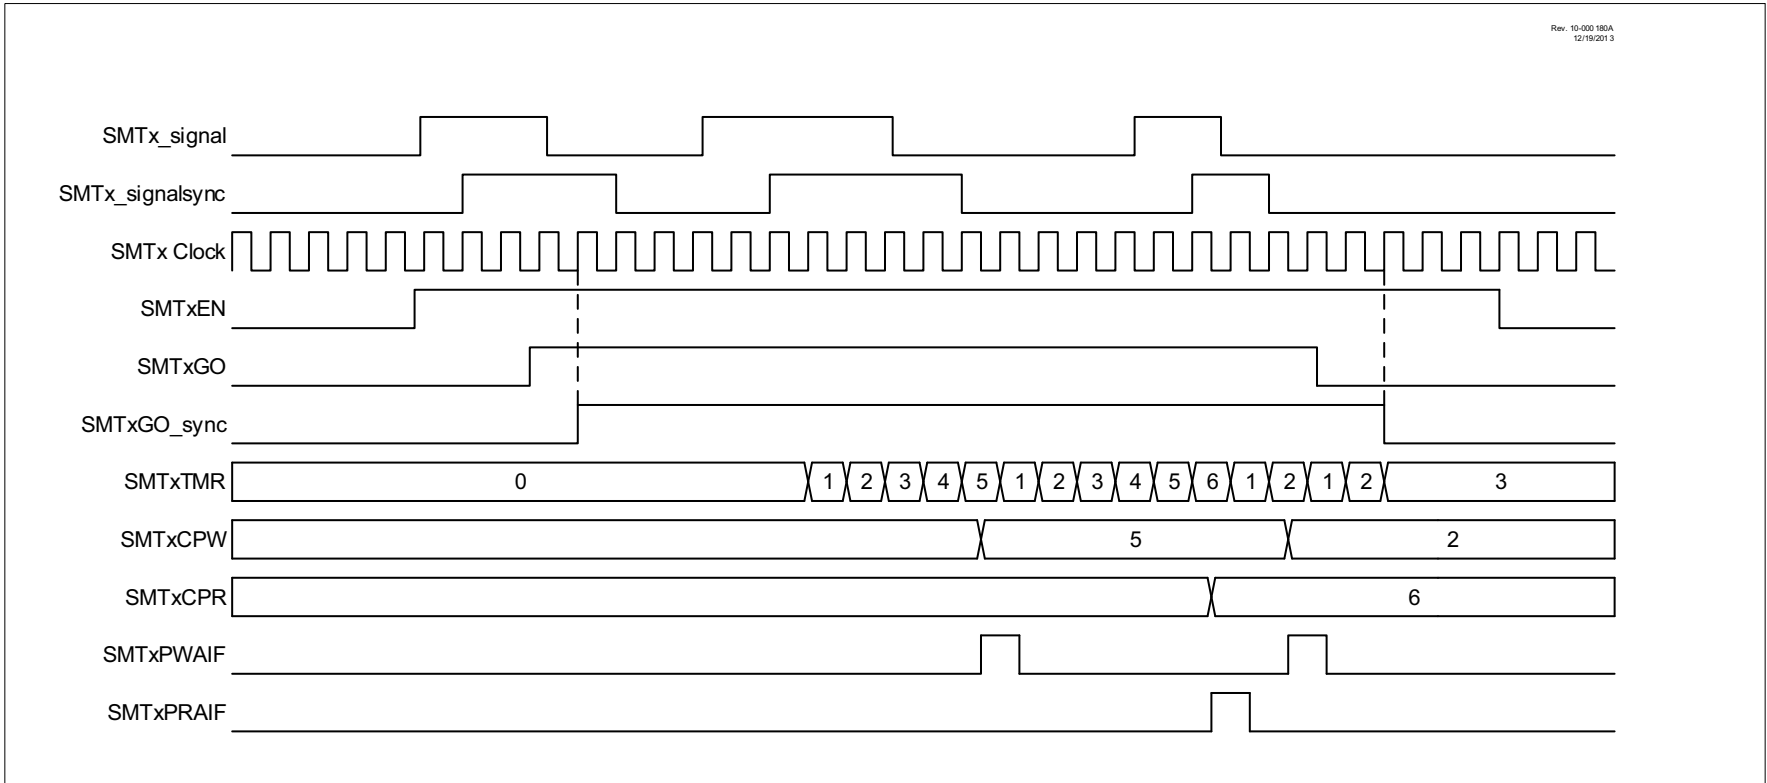 Rev. 10-000 180A
12/19/201 3
SMTx_signal
SMTx_signalsync
SMTx Clock
SMTxEN
SMTxGO
SMTxGO_sync
SMTxTMR 0 1 2 3 4 5 1 2 3 4 5 6 1 2 1 2 3
SMTxCPW 5 2
SMTxCPR 6
SMTxPWAIF
SMTxPRAIF